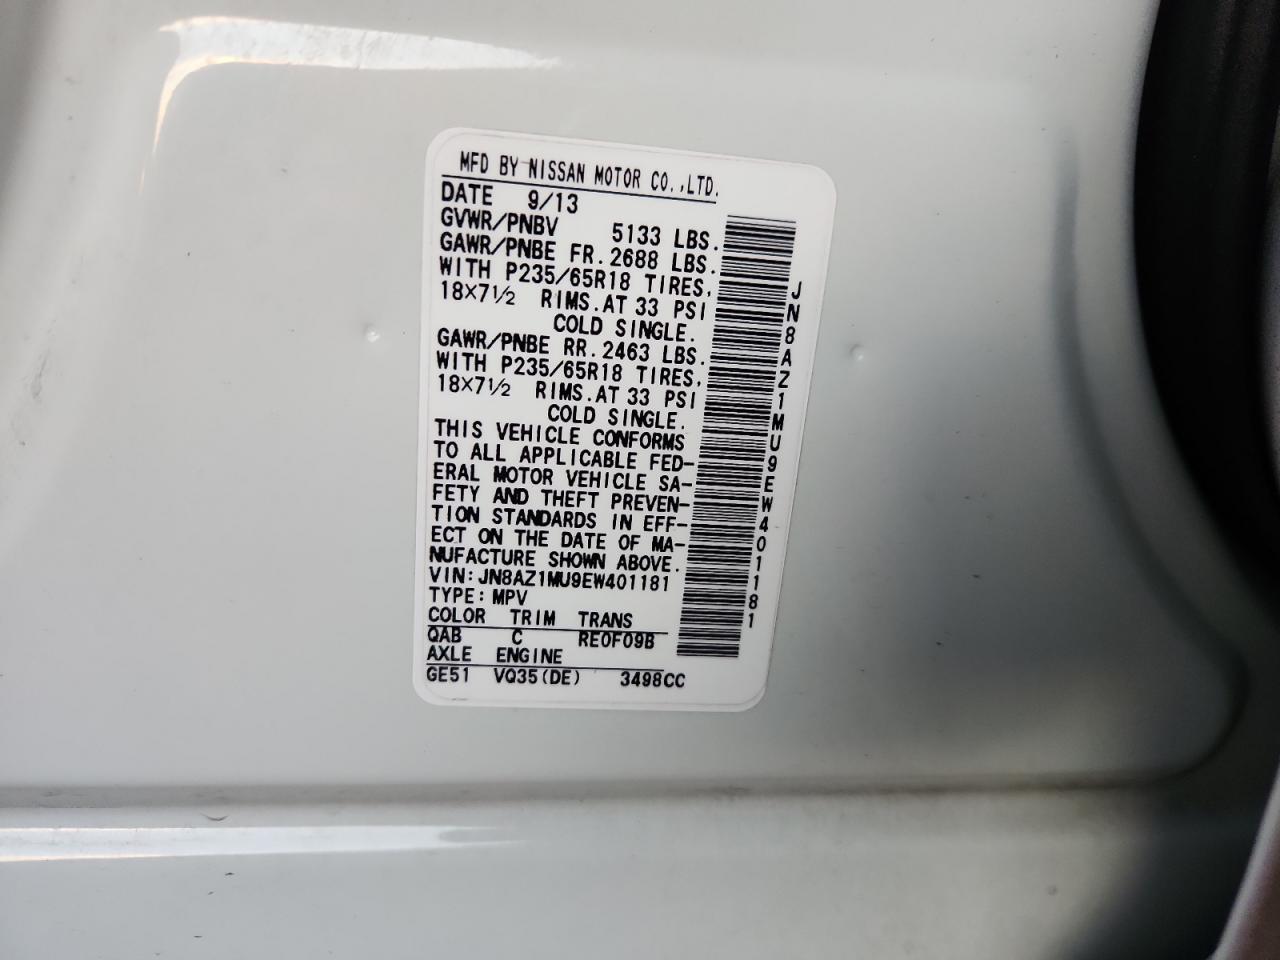 MFD BY NISSAN MOTOR CO.,LTD.
DATE 9/13
GVWR/PNBV 5133 LBS.
GAWR/PNBE FR.2688 LBS.
WITH P235/65R18 TIRES,
18×7½ RIMS.AT 33 PSI
COLD SINGLE.
GAWR/PNBE RR.2463 LBS.
WITH P235/65R18 TIRES,
18×7½ RIMS.AT 33 PSI
COLD SINGLE.
THIS VEHICLE CONFORMS
TO ALL APPLICABLE FED-
ERAL MOTOR VEHICLE SA-
FETY AND THEFT PREVEN-
TION STANDARDS IN EFF-
ECT ON THE DATE OF MA-
NUFACTURE SHOWN ABOVE.
VIN:JN8AZ1MU9EW401181
TYPE:MPV
COLOR TRIM TRANS
QAB C RE0F09B
AXLE ENGINE
GE51 VQ35(DE) 3498CC
JN8AZ1MU9EW401181